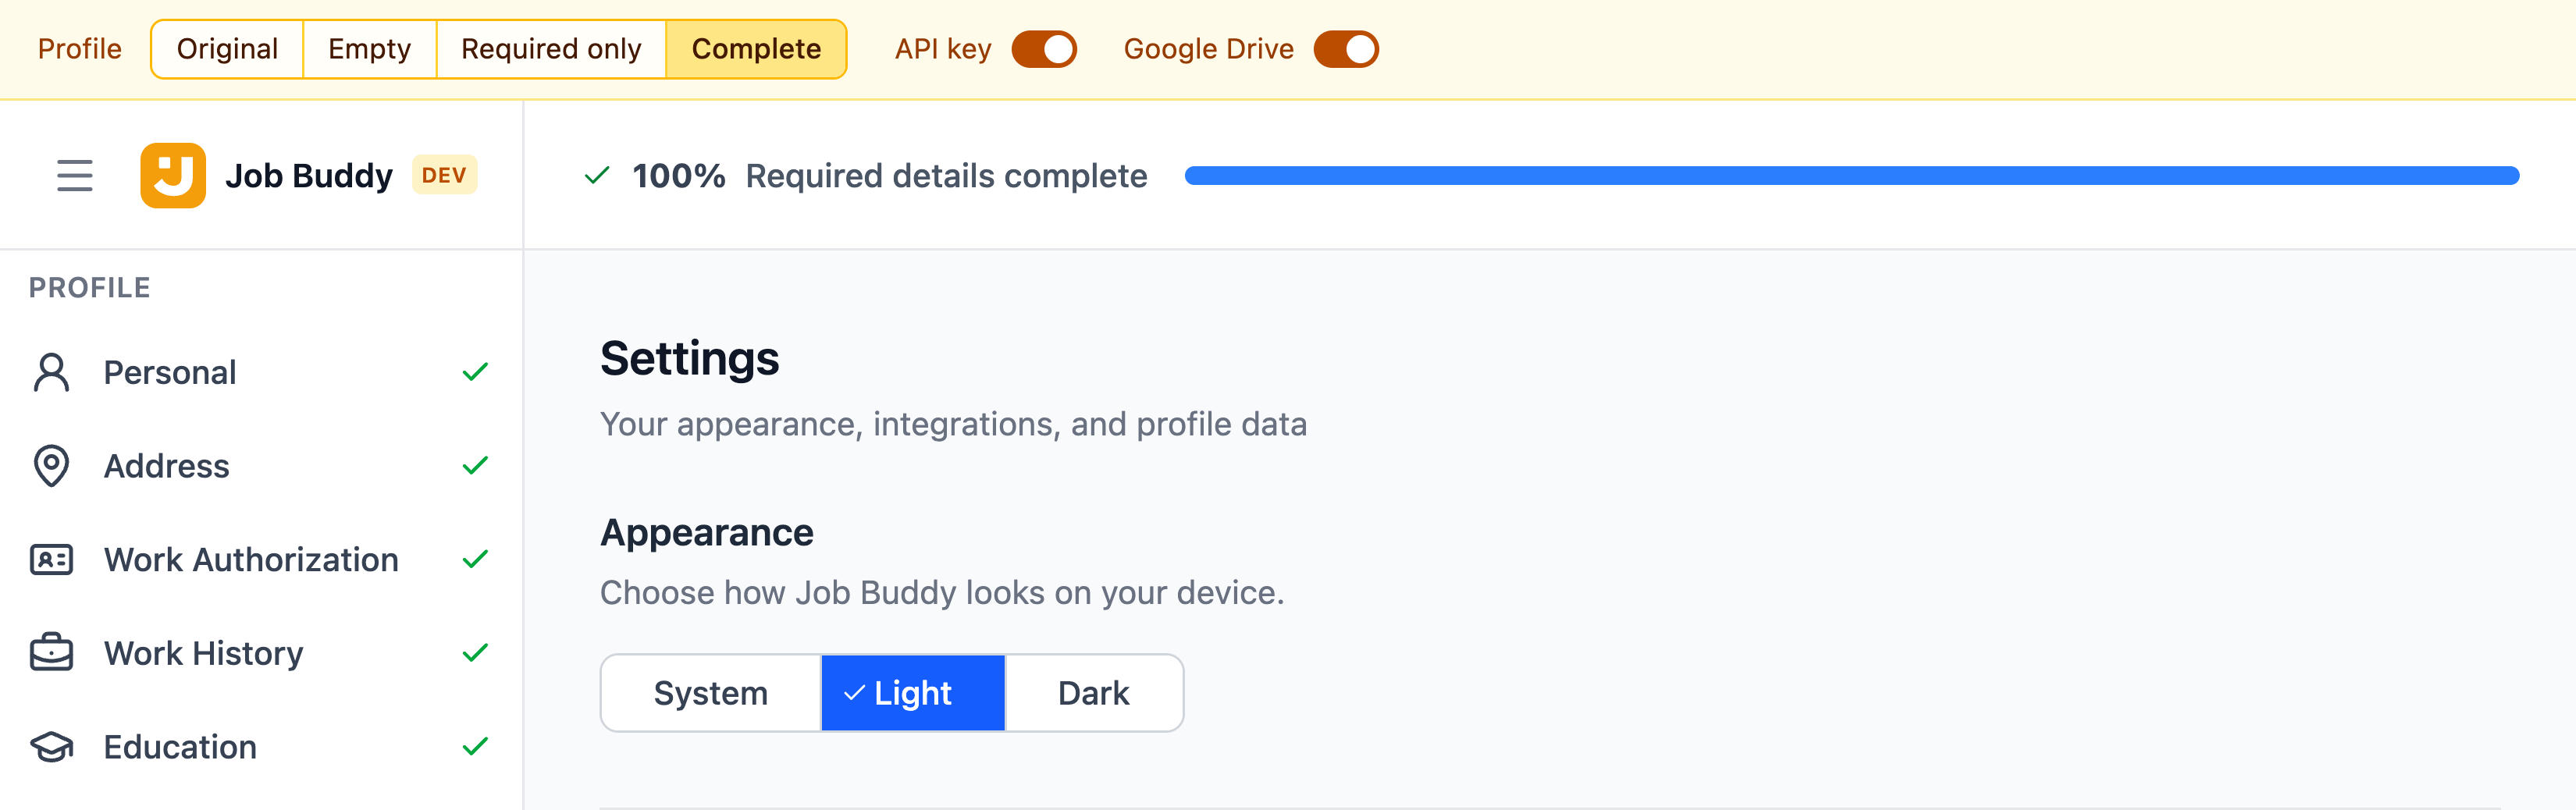 Profile Original Empty Required only Complete API key Google Drive
Job Buddy DEV
100% Required details complete
PROFILE
Personal
Address
Work Authorization
Work History
Education
Settings
Your appearance, integrations, and profile data
Appearance
Choose how Job Buddy looks on your device.
System Light Dark